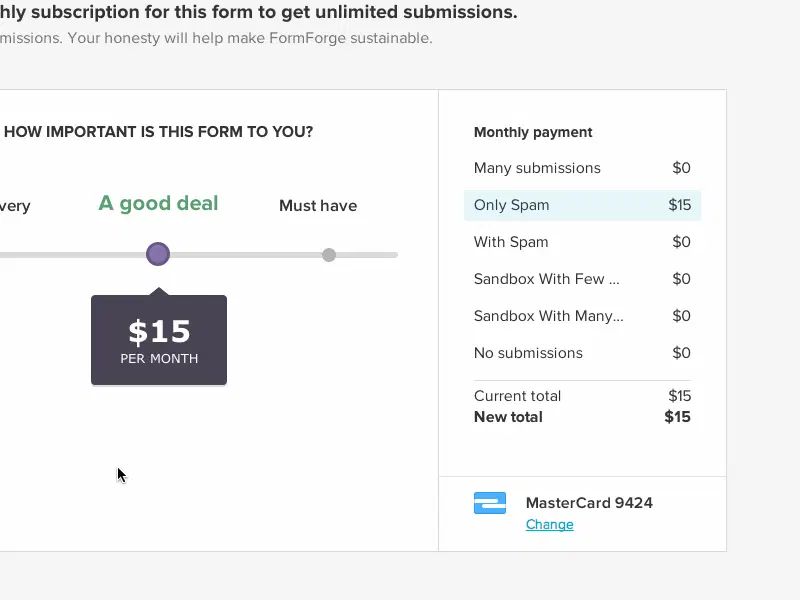 hly subscription for this form to get unlimited submissions.
missions. Your honesty will help make FormForge sustainable.
HOW IMPORTANT IS THIS FORM TO YOU?
very
A good deal
Must have
$15
PER MONTH
Monthly payment
Many submissions $0
Only Spam $15
With Spam $0
Sandbox With Few ... $0
Sandbox With Many... $0
No submissions $0
Current total $15
New total $15
MasterCard 9424
Change